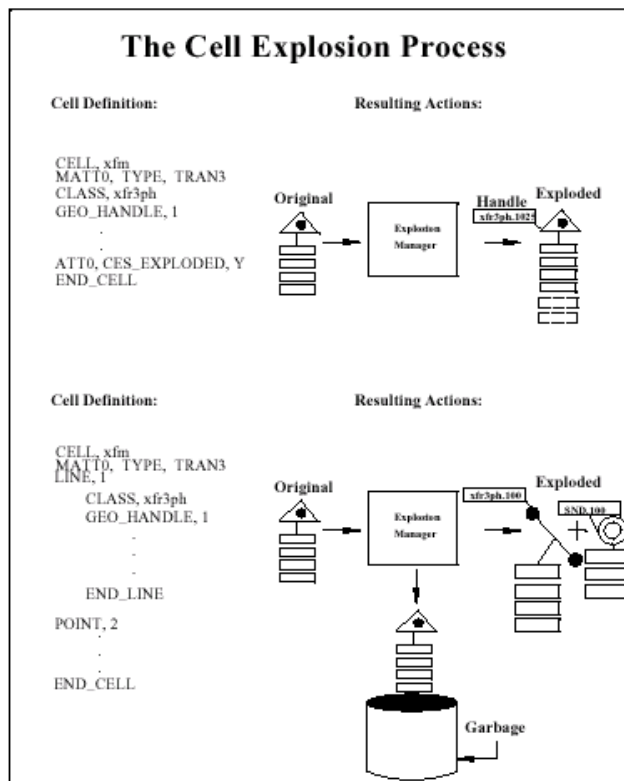 The Cell Explosion Process
Cell Definition:
Resulting Actions:
CELL, xfm
MATT0, TYPE, TRAN3
CLASS, xfr3ph
GEO_HANDLE, 1
.
.
ATT0, CES_EXPLODED, Y
END_CELL
Original
Explosion
Manager
Handle
xfr3ph.1025
Exploded
Cell Definition:
Resulting Actions:
CELL, xfm
MATT0, TYPE, TRAN3
LINE, 1
CLASS, xfr3ph
GEO_HANDLE, 1
.
.
.
END_LINE
POINT, 2
.
.
.
END_CELL
Original
Explosion
Manager
Exploded
xfr3ph.100
SND.100
Garbage